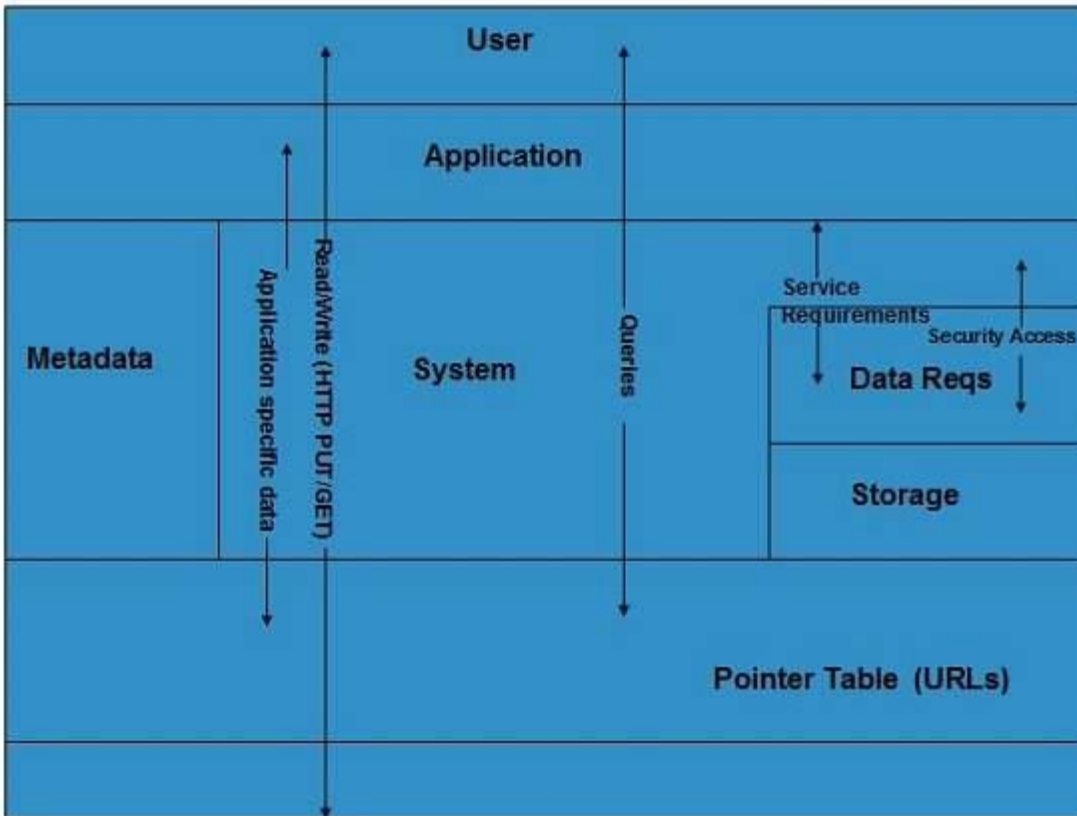 User
Application
Metadata
Application specific data
Read/Write (HTTP PUT/GET)
System
Queries
Service
Requirements
Security Access
Data Reqs
Storage
Pointer Table (URLs)